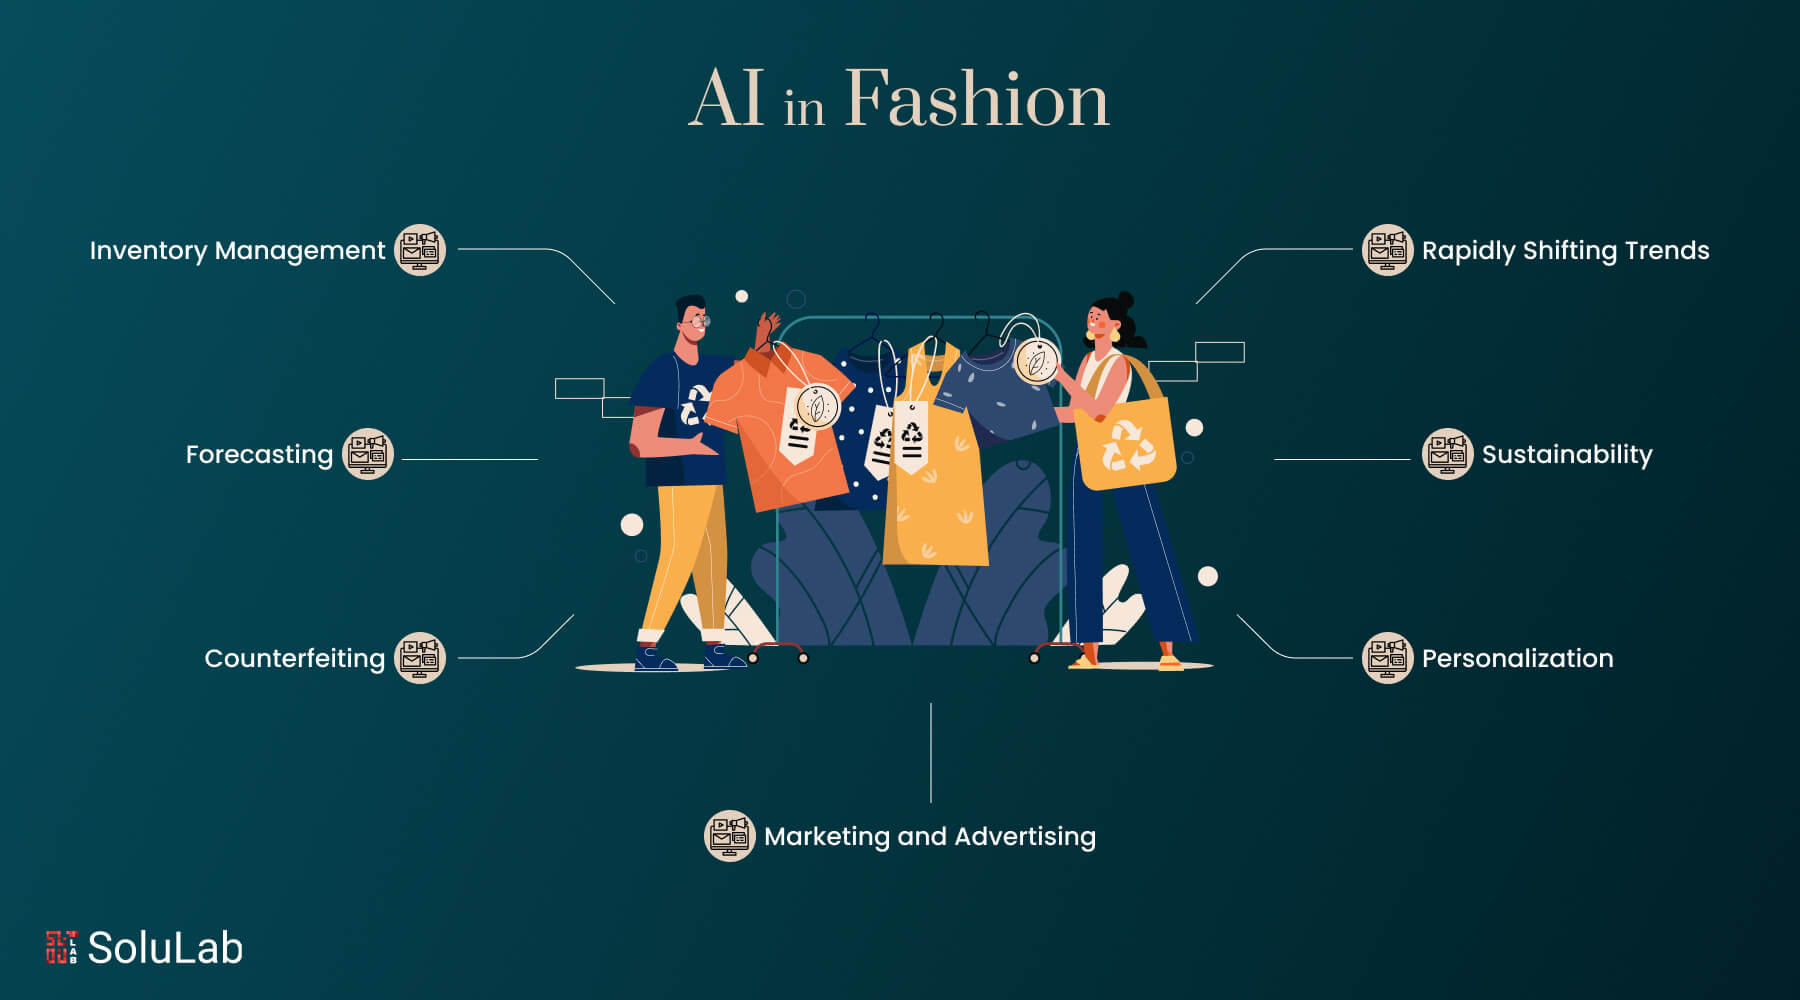 AI in Fashion
Inventory Management
Rapidly Shifting Trends
Forecasting
Sustainability
Counterfeiting
Personalization
Marketing and Advertising
SoluLab